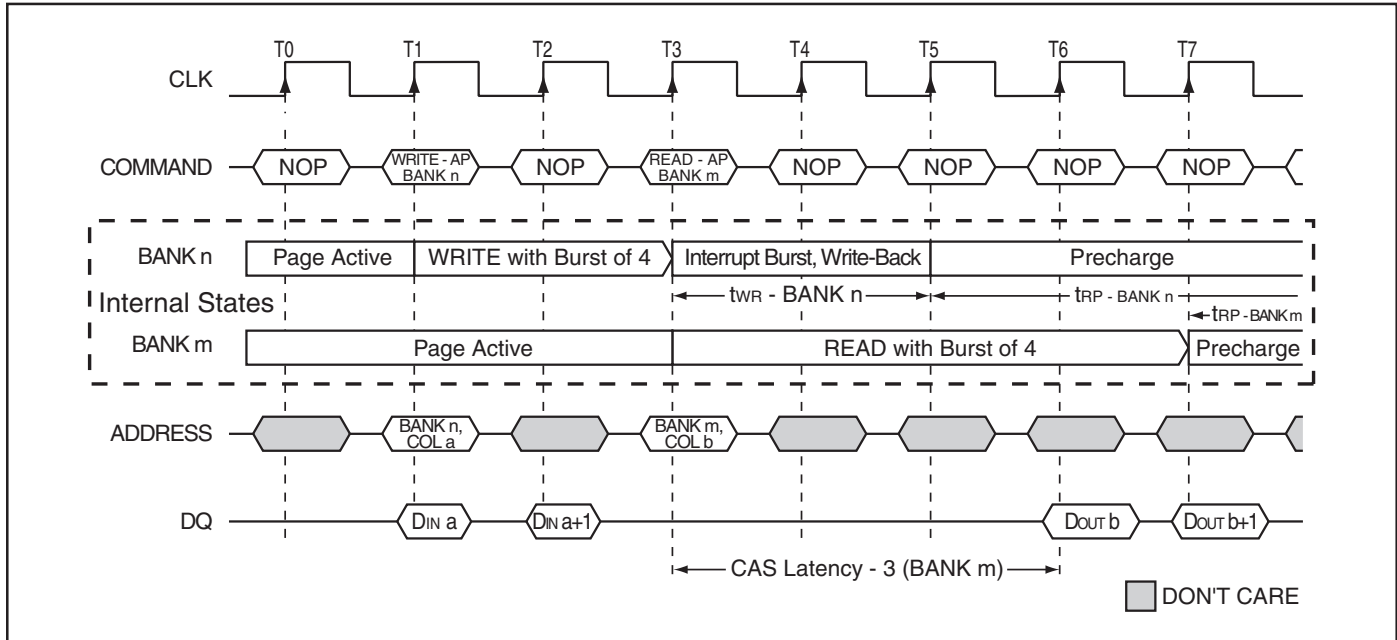 T0 T1 T2 T3 T4 T5 T6 T7
CLK
COMMAND NOP WRITE - AP BANK n NOP READ - AP BANK m NOP NOP NOP NOP
BANK n Page Active WRITE with Burst of 4 Interrupt Burst, Write-Back Precharge
Internal States tWR - BANK n tRP - BANK n
tRP - BANK m
BANK m Page Active READ with Burst of 4 Precharge
ADDRESS BANK n, COL a BANK m, COL b
DQ DIN a DIN a+1 DOUT b DOUT b+1
CAS Latency - 3 (BANK m)
DON'T CARE